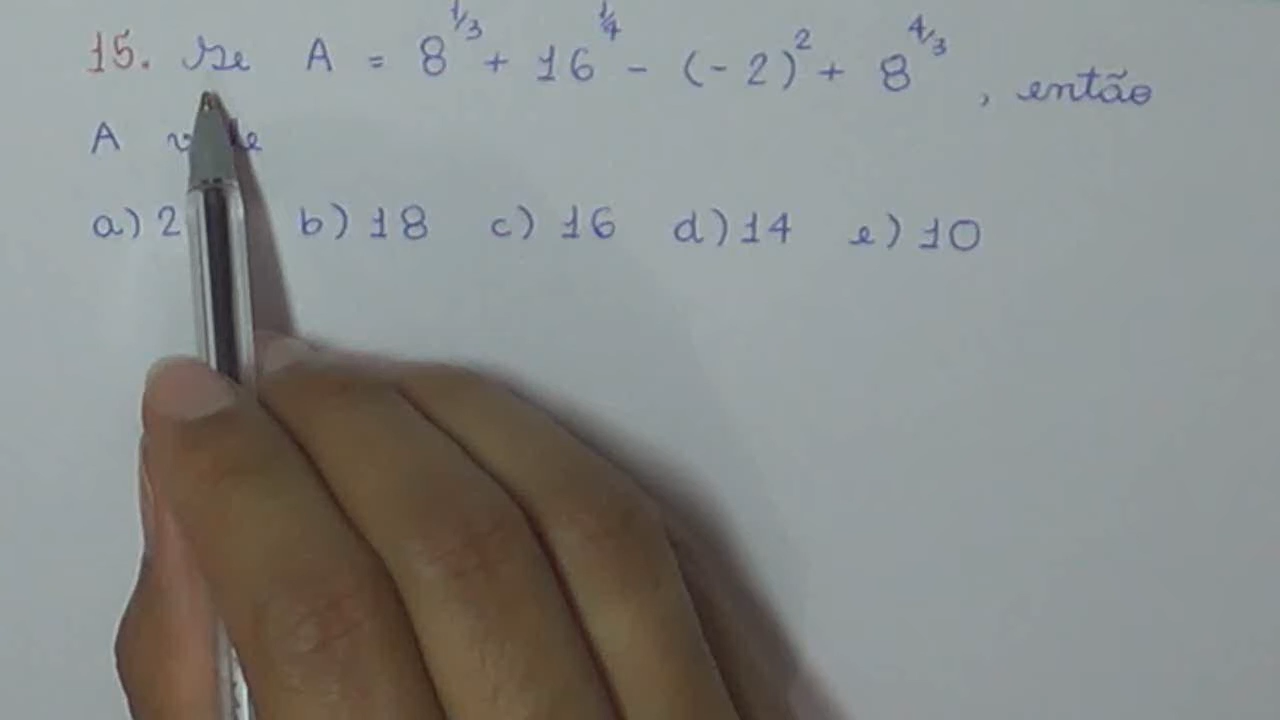 15. Se A = 8^{1/3} + 16^{1/4} - (-2)^2 + 8^{4/3}, então
A
a) 2 b) 18 c) 16 d) 14 e) 10